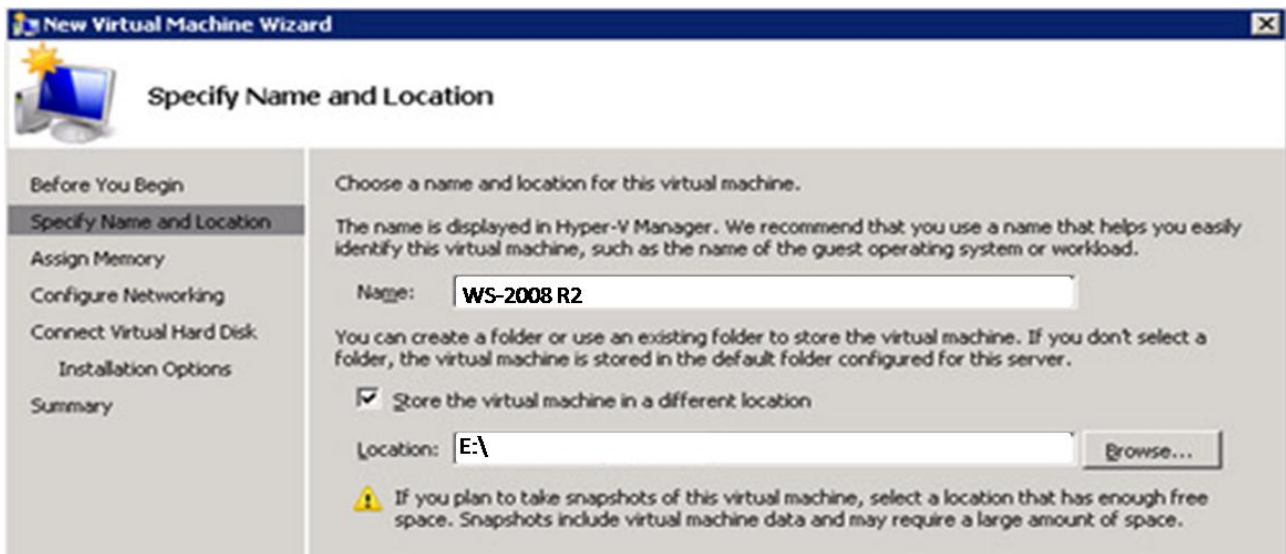 New Virtual Machine Wizard
Specify Name and Location
Before You Begin
Specify Name and Location
Assign Memory
Configure Networking
Connect Virtual Hard Disk
Installation Options
Summary
Choose a name and location for this virtual machine.
The name is displayed in Hyper-V Manager. We recommend that you use a name that helps you easily
identify this virtual machine, such as the name of the guest operating system or workload.
Name: WS-2008 R2
You can create a folder or use an existing folder to store the virtual machine. If you don't select a
folder, the virtual machine is stored in the default folder configured for this server.
Store the virtual machine in a different location
Location: E:\ Browse...
If you plan to take snapshots of this virtual machine, select a location that has enough free
space. Snapshots include virtual machine data and may require a large amount of space.